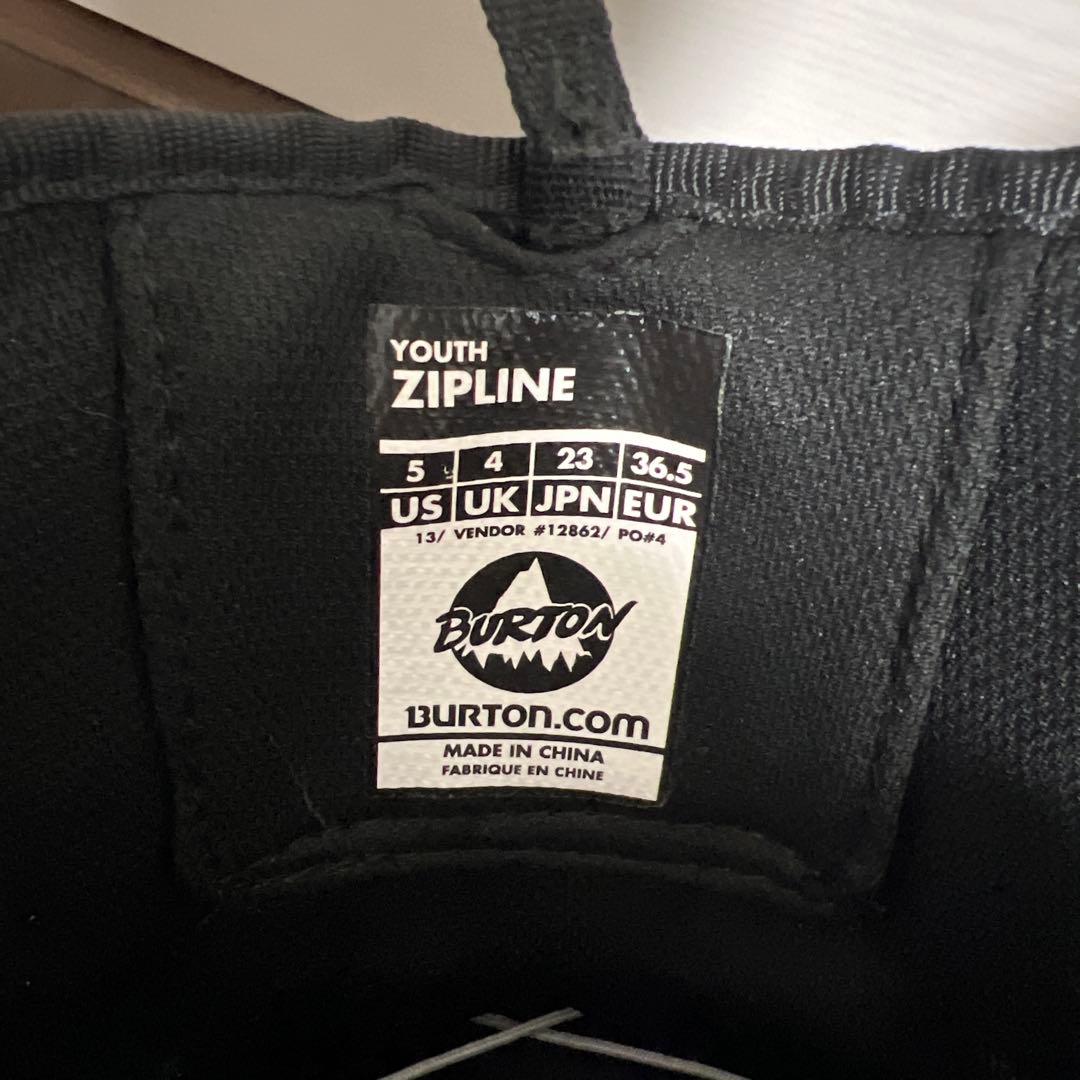 YOUTH
ZIPLINE
5 4 23 36.5
US UK JPN EUR
13/ VENDOR #12862/ PO#4
BURTON
BURTON.COM
MADE IN CHINA
FABRIQUE EN CHINE